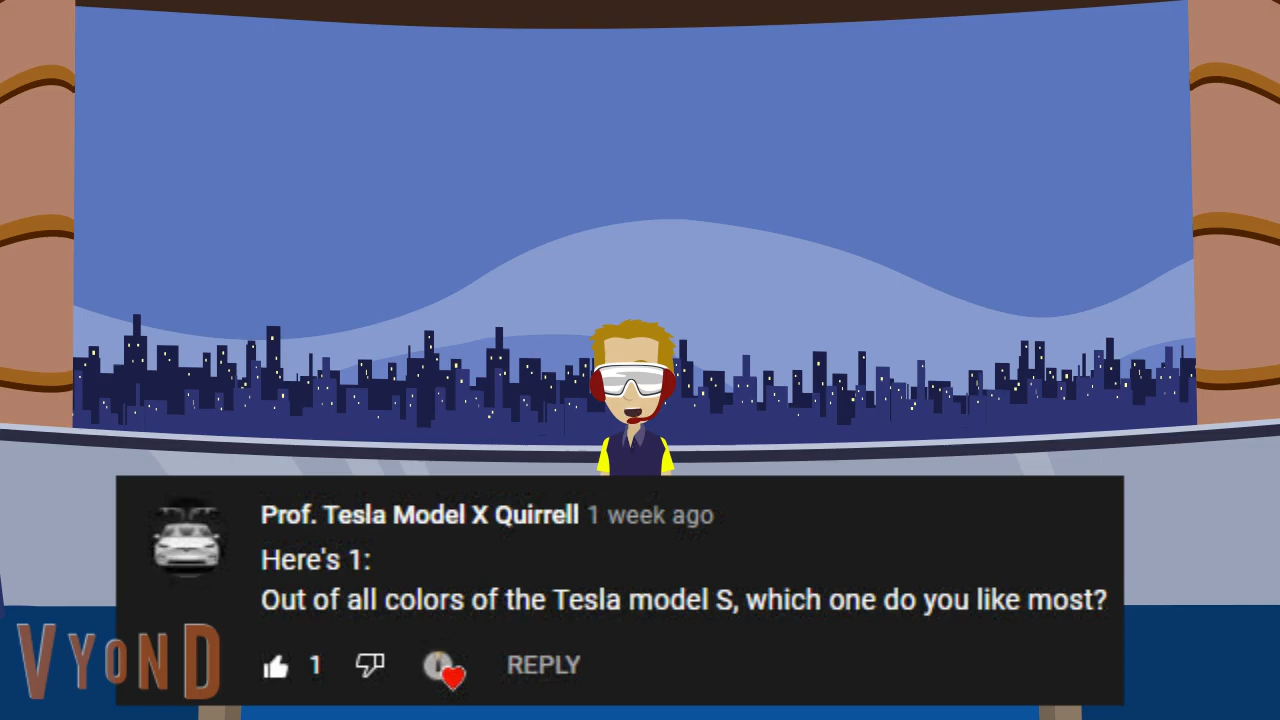 Prof. Tesla Model X Quirrell 1 week ago
Here's 1:
Out of all colors of the Tesla model S, which one do you like most?
1 REPLY
VYOND